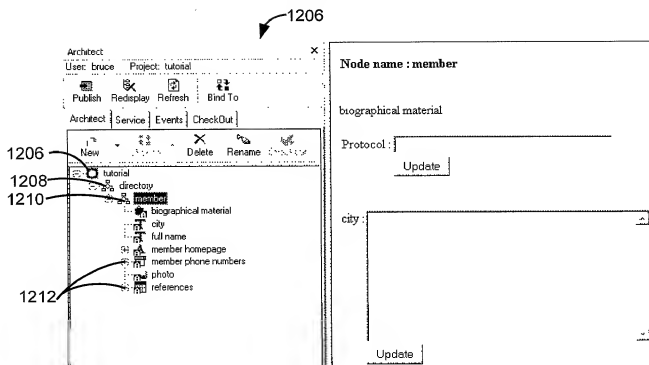 1206
Architect
User: bruce Project: tutorial
Publish Redisplay Refresh Bind To
Architect Service Events CheckOut
New Delete Rename
1206 tutorial
1208 directory
1210 member
biographical material
city
full name
member homepage
member phone numbers
photo
1212 references
Node name : member
biographical material
Protocol :
Update
city :
Update